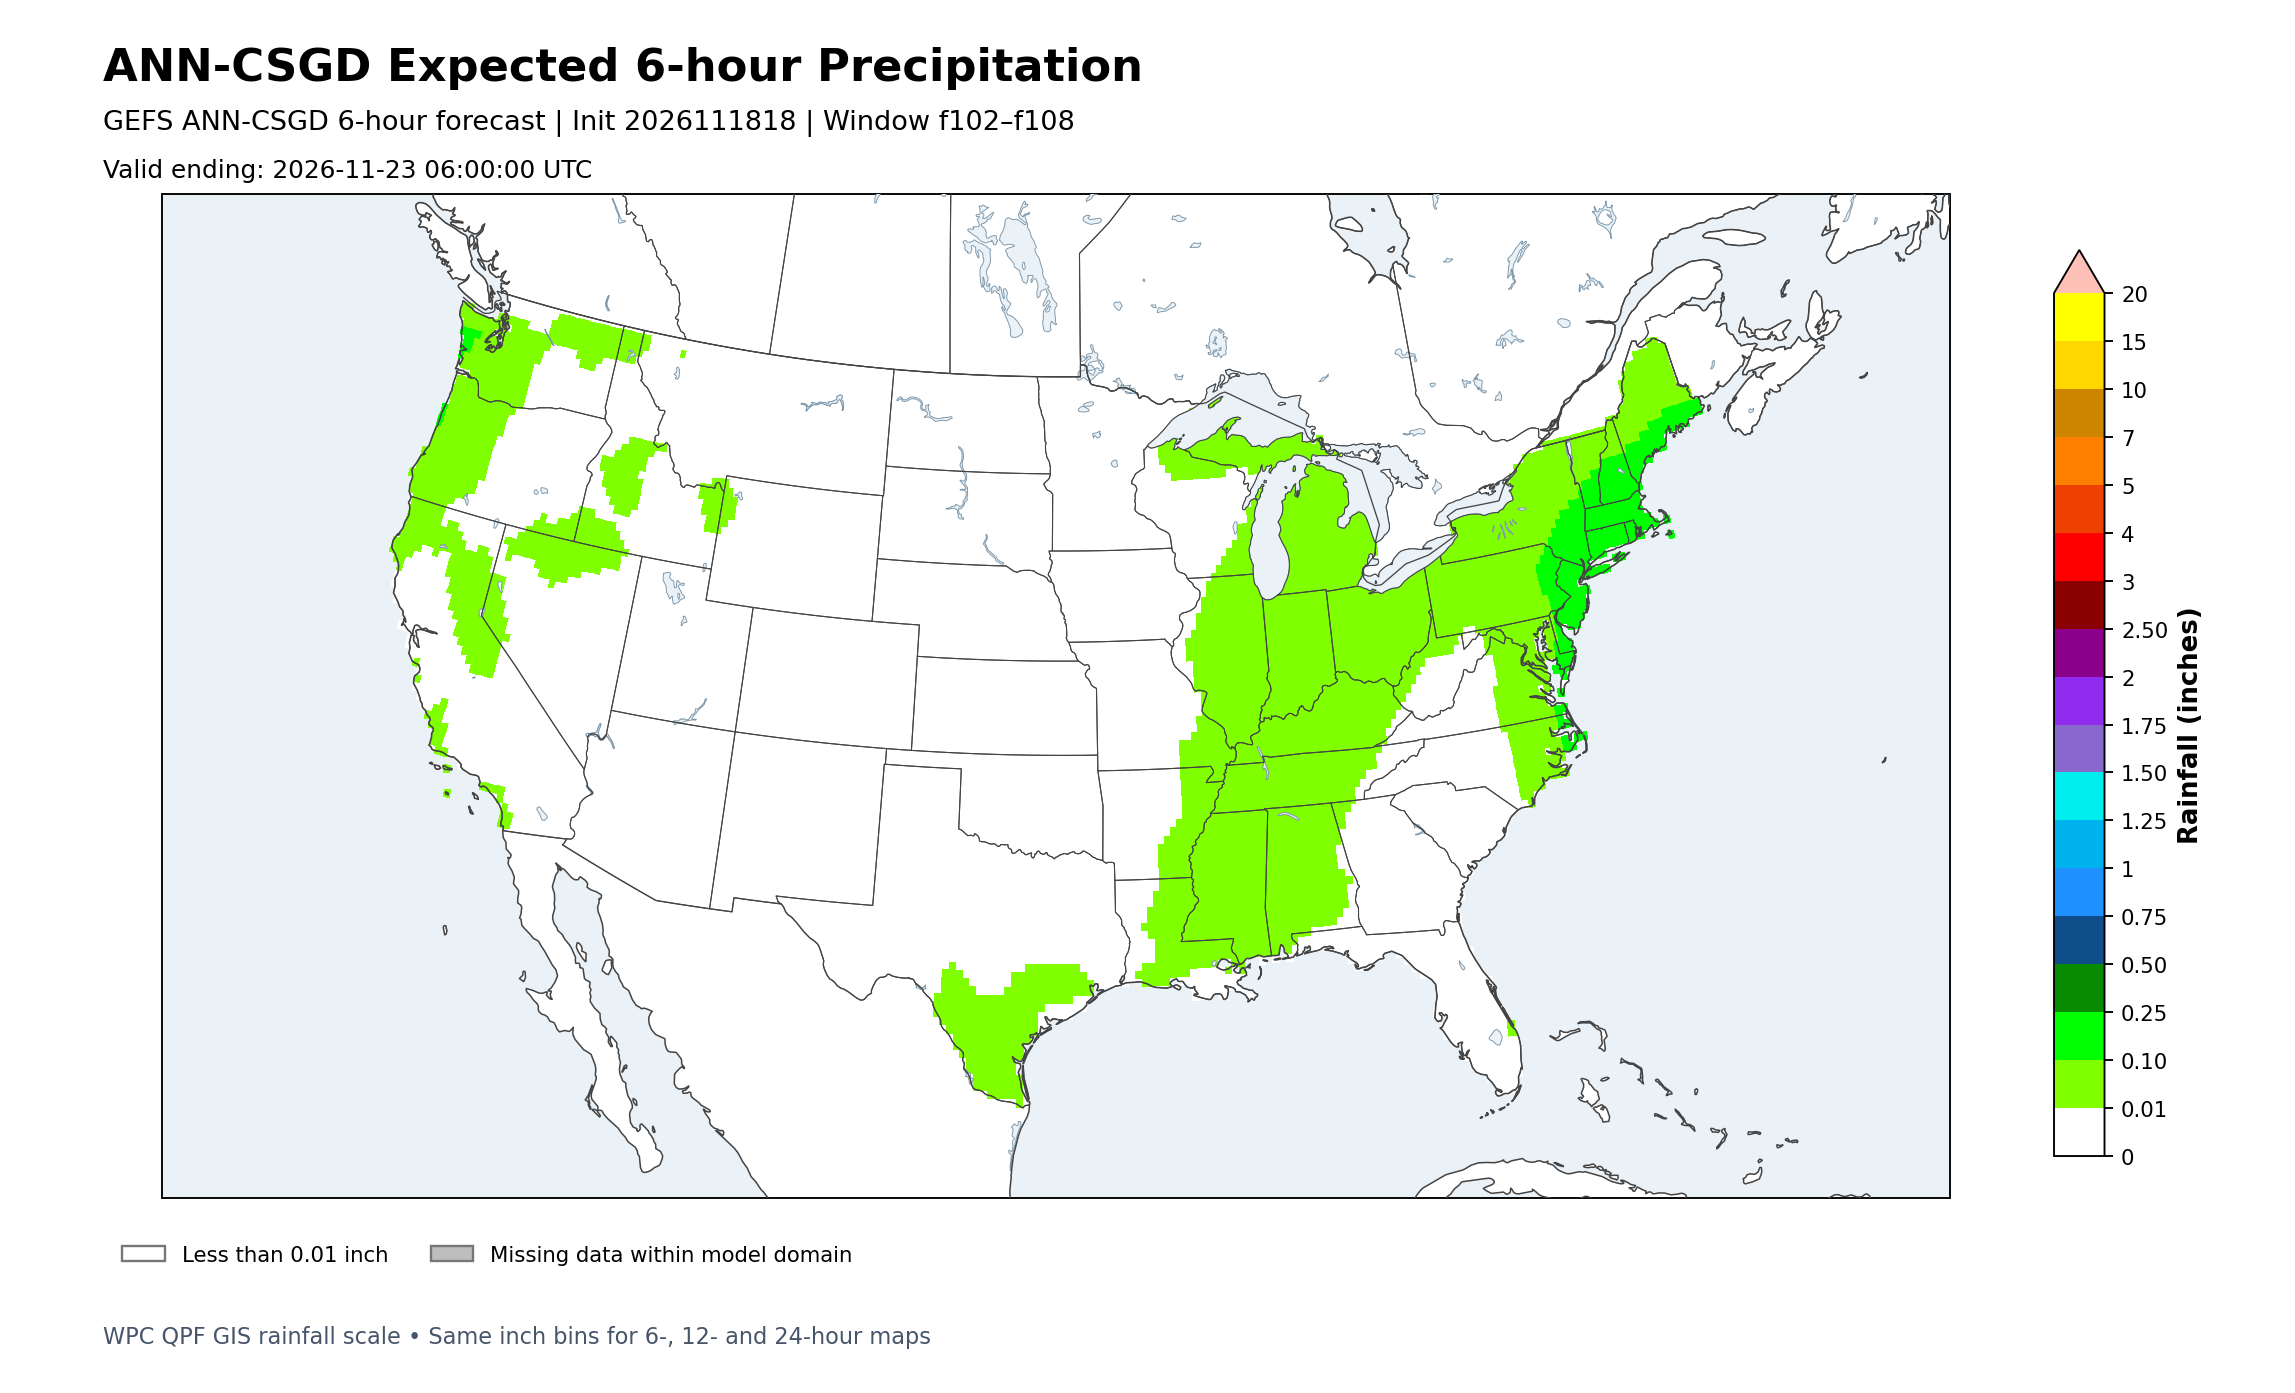 ANN-CSGD Expected 6-hour Precipitation
GEFS ANN-CSGD 6-hour forecast | Init 2026111818 | Window f102–f108
Valid ending: 2026-11-23 06:00:00 UTC
20
15
10
7
5
4
3
2.50
2
1.75
1.50
1.25
1
0.75
0.50
0.25
0.10
0.01
0
Rainfall (inches)
Less than 0.01 inch
Missing data within model domain
WPC QPF GIS rainfall scale • Same inch bins for 6-, 12- and 24-hour maps